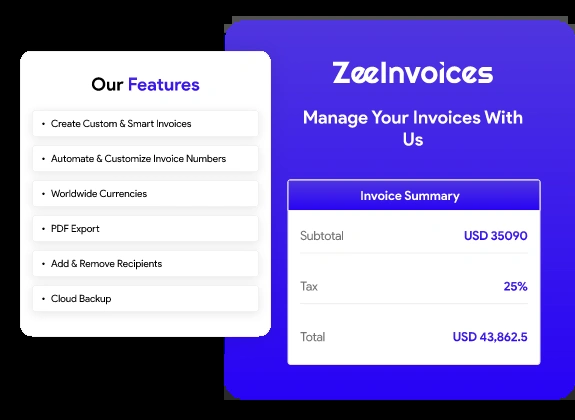 Our Features
• Create Custom & Smart Invoices
• Automate & Customize Invoice Numbers
• Worldwide Currencies
• PDF Export
• Add & Remove Recipients
• Cloud Backup
ZeeInvoices
Manage Your Invoices With
Us
Invoice Summary
Subtotal USD 35090
Tax 25%
Total USD 43,862.5